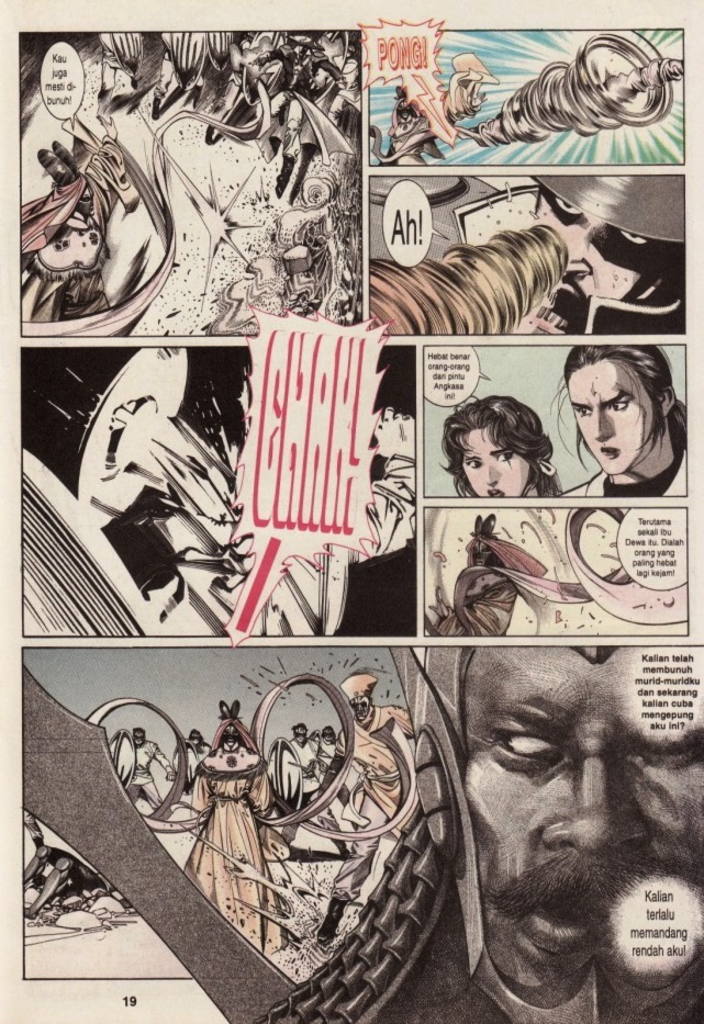 Kau
juga
mesti di-
bunuh!
PONG!
Ah!
EHAH!
Hebat benar
orang-orang
dari pintu
Angkasa
ini!
Terutama
sekali ibu
Dewa itu. Dialah
orang yang
paling hebat
lagi kejam!
Kalian telah
membunuh
murid-muridku
dan sekarang
kalian cuba
mengepung
aku ini?
Kalian
terlalu
memandang
rendah aku!
19